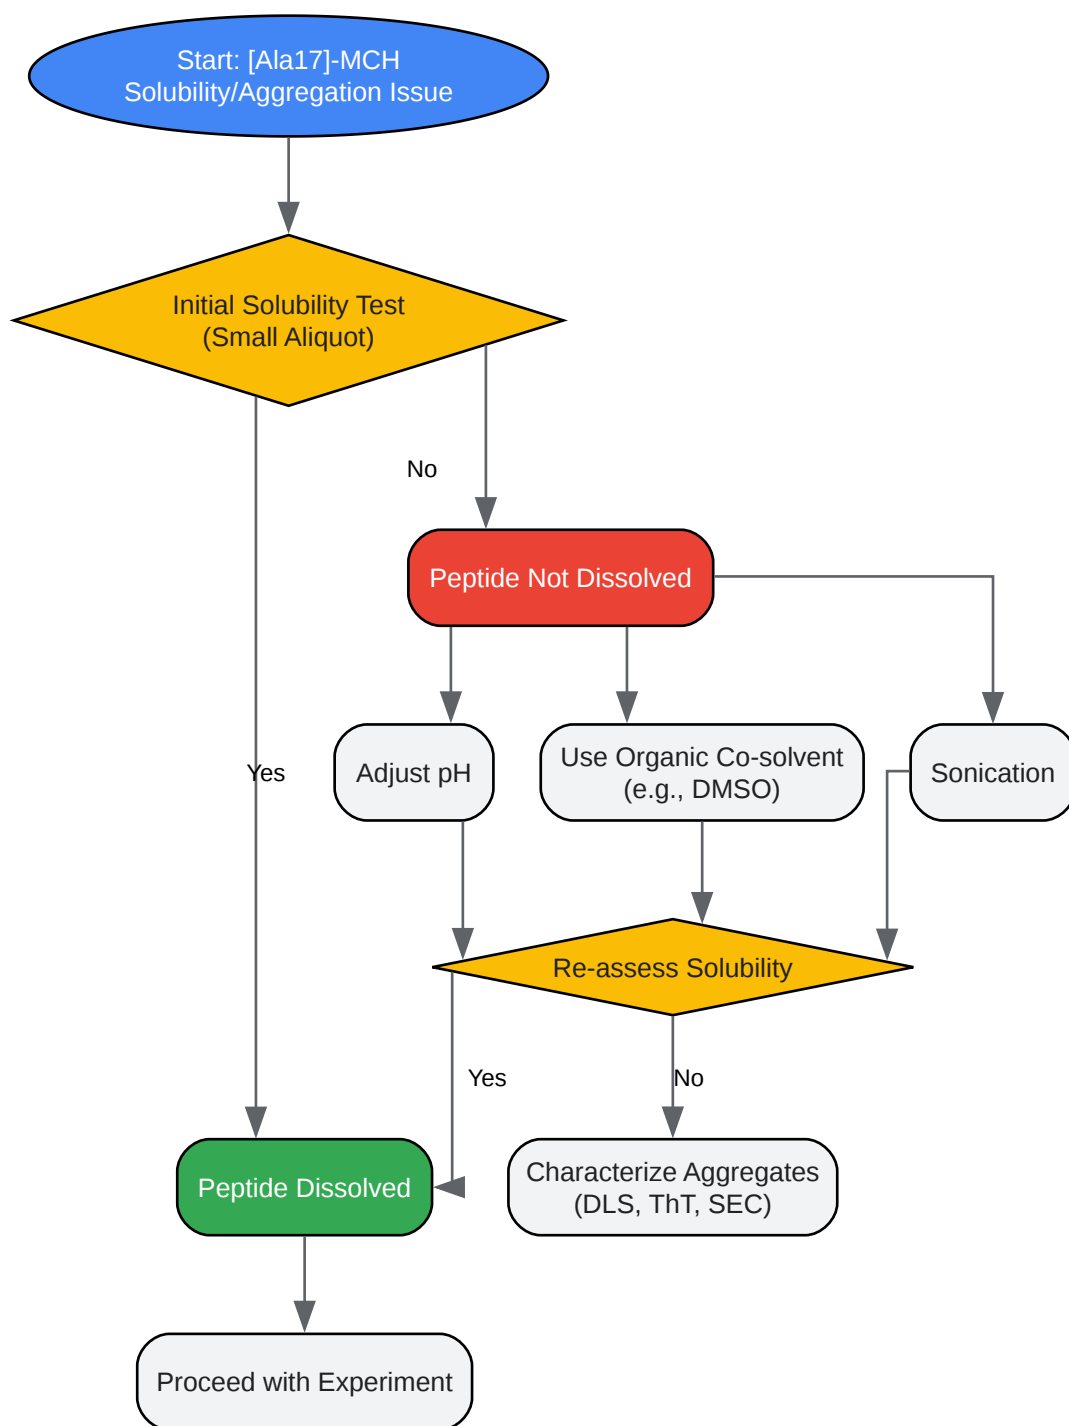 Start: [Ala17]-MCH
Solubility/Aggregation Issue
Initial Solubility Test
(Small Aliquot)
No
Peptide Not Dissolved
Yes
Adjust pH
Use Organic Co-solvent
(e.g., DMSO)
Sonication
Re-assess Solubility
Yes
No
Peptide Dissolved
Characterize Aggregates
(DLS, ThT, SEC)
Proceed with Experiment